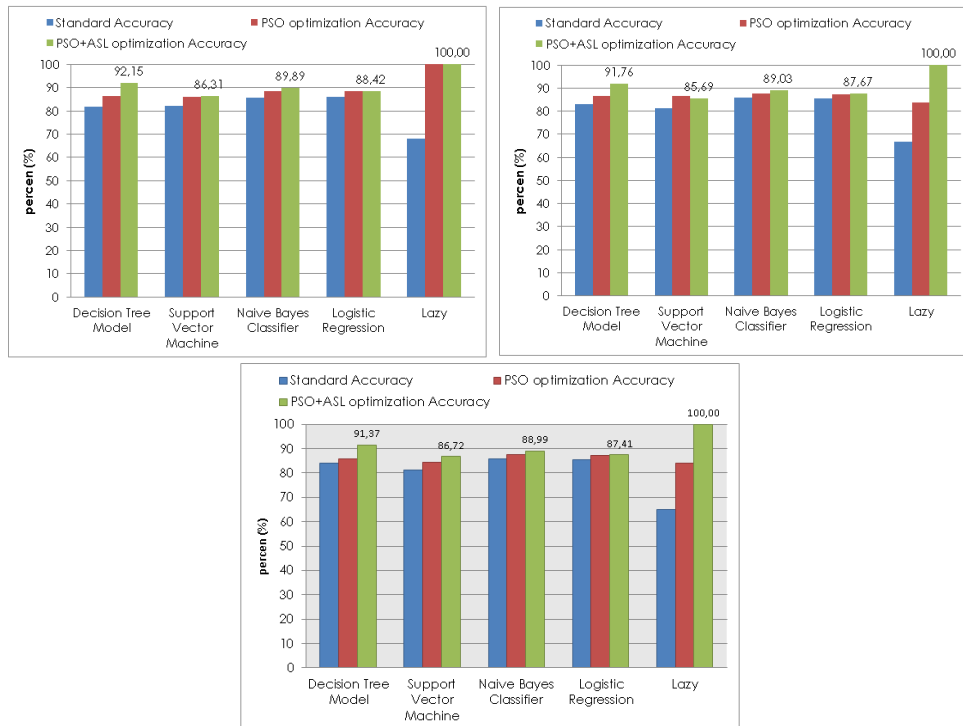 Standard Accuracy
PSO optimization Accuracy
PSO+ASL optimization Accuracy
100,00
100
92,15
86,31
89,89
88,42
90
80
70
60
50
40
30
20
10
0
percen (%)
Decision Tree
Model
Support
Vector
Machine
Naive Bayes
Classifier
Logistic
Regression
Lazy
Standard Accuracy
PSO optimization Accuracy
PSO+ASL optimization Accuracy
100,00
100
91,76
85,69
89,03
87,67
90
80
70
60
50
40
30
20
10
0
percen (%)
Decision Tree
Model
Support
Vector
Machine
Naive Bayes
Classifier
Logistic
Regression
Lazy
Standard Accuracy
PSO optimization Accuracy
PSO+ASL optimization Accuracy
100,00
100
91,37
86,72
88,99
87,41
90
80
70
60
50
40
30
20
10
0
percen (%)
Decision Tree
Model
Support
Vector
Machine
Naive Bayes
Classifier
Logistic
Regression
Lazy